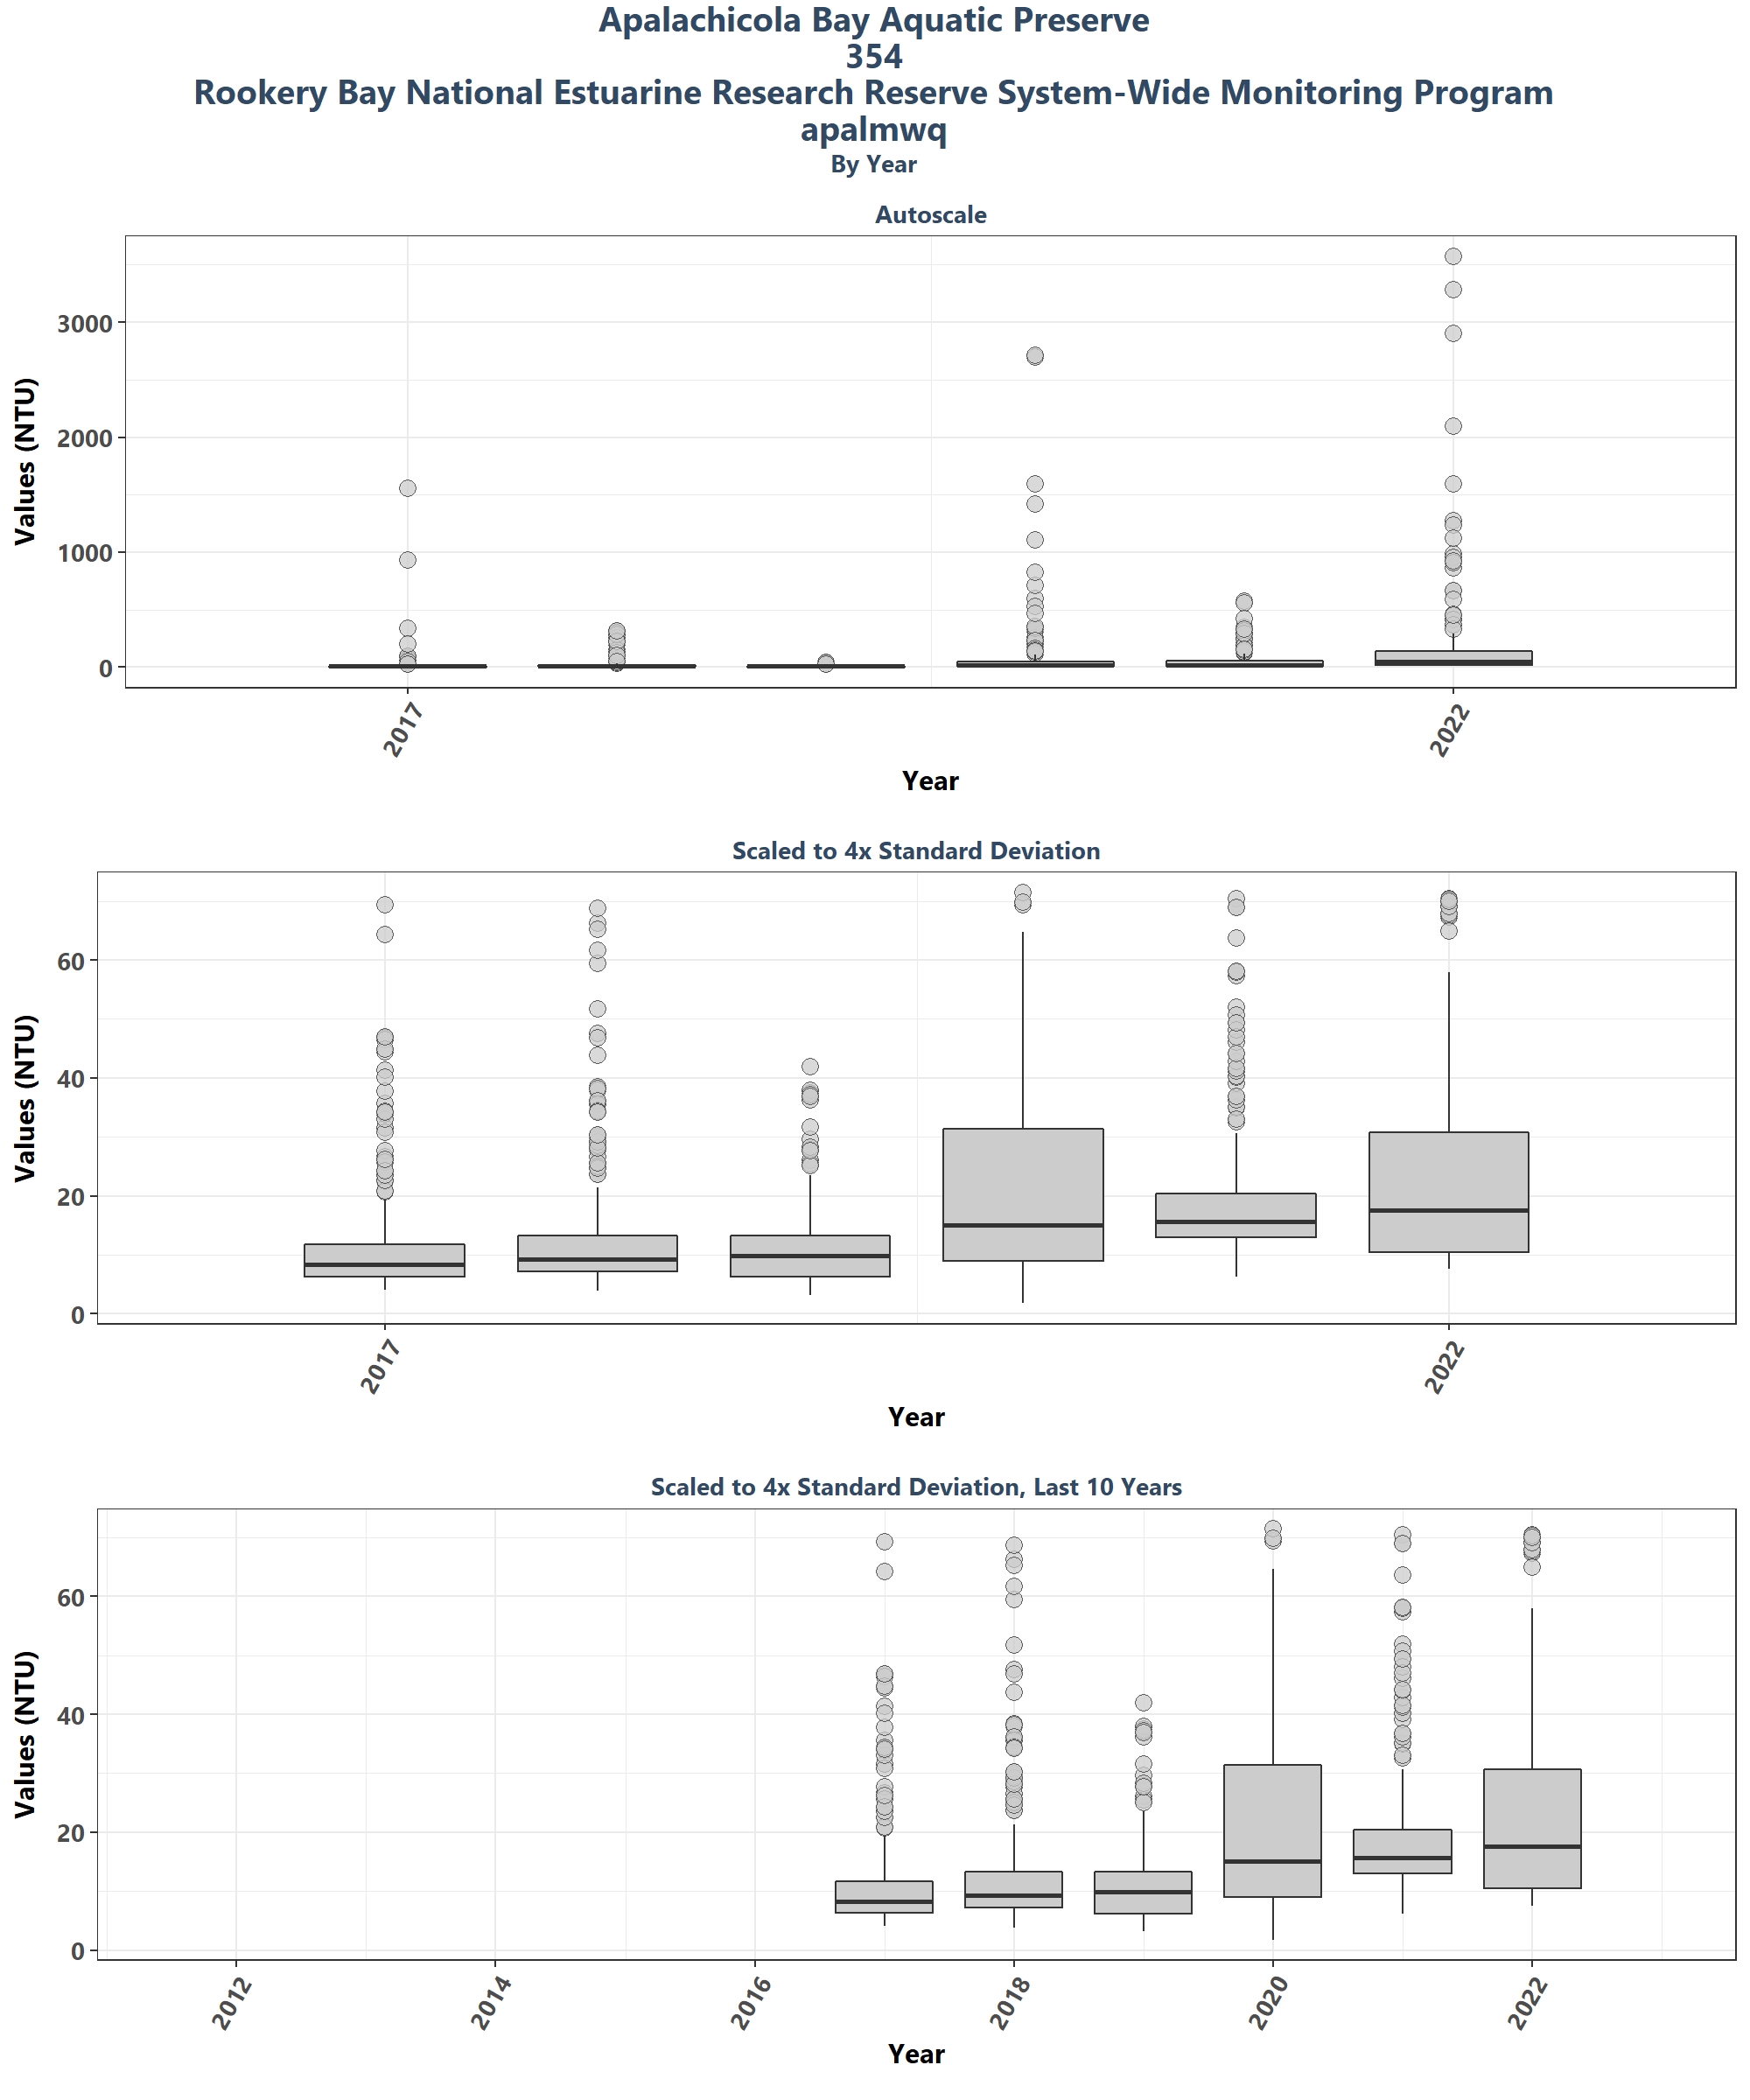 Apalachicola Bay Aquatic Preserve
354
Rookery Bay National Estuarine Research Reserve System-Wide Monitoring Program
apalmwq
By Year
Autoscale
Values (NTU)
3000
2000
1000
0
2017
2022
Year
Scaled to 4x Standard Deviation
Values (NTU)
60
40
20
0
2017
2022
Year
Scaled to 4x Standard Deviation, Last 10 Years
Values (NTU)
60
40
20
0
2012
2014
2016
2018
2020
2022
Year